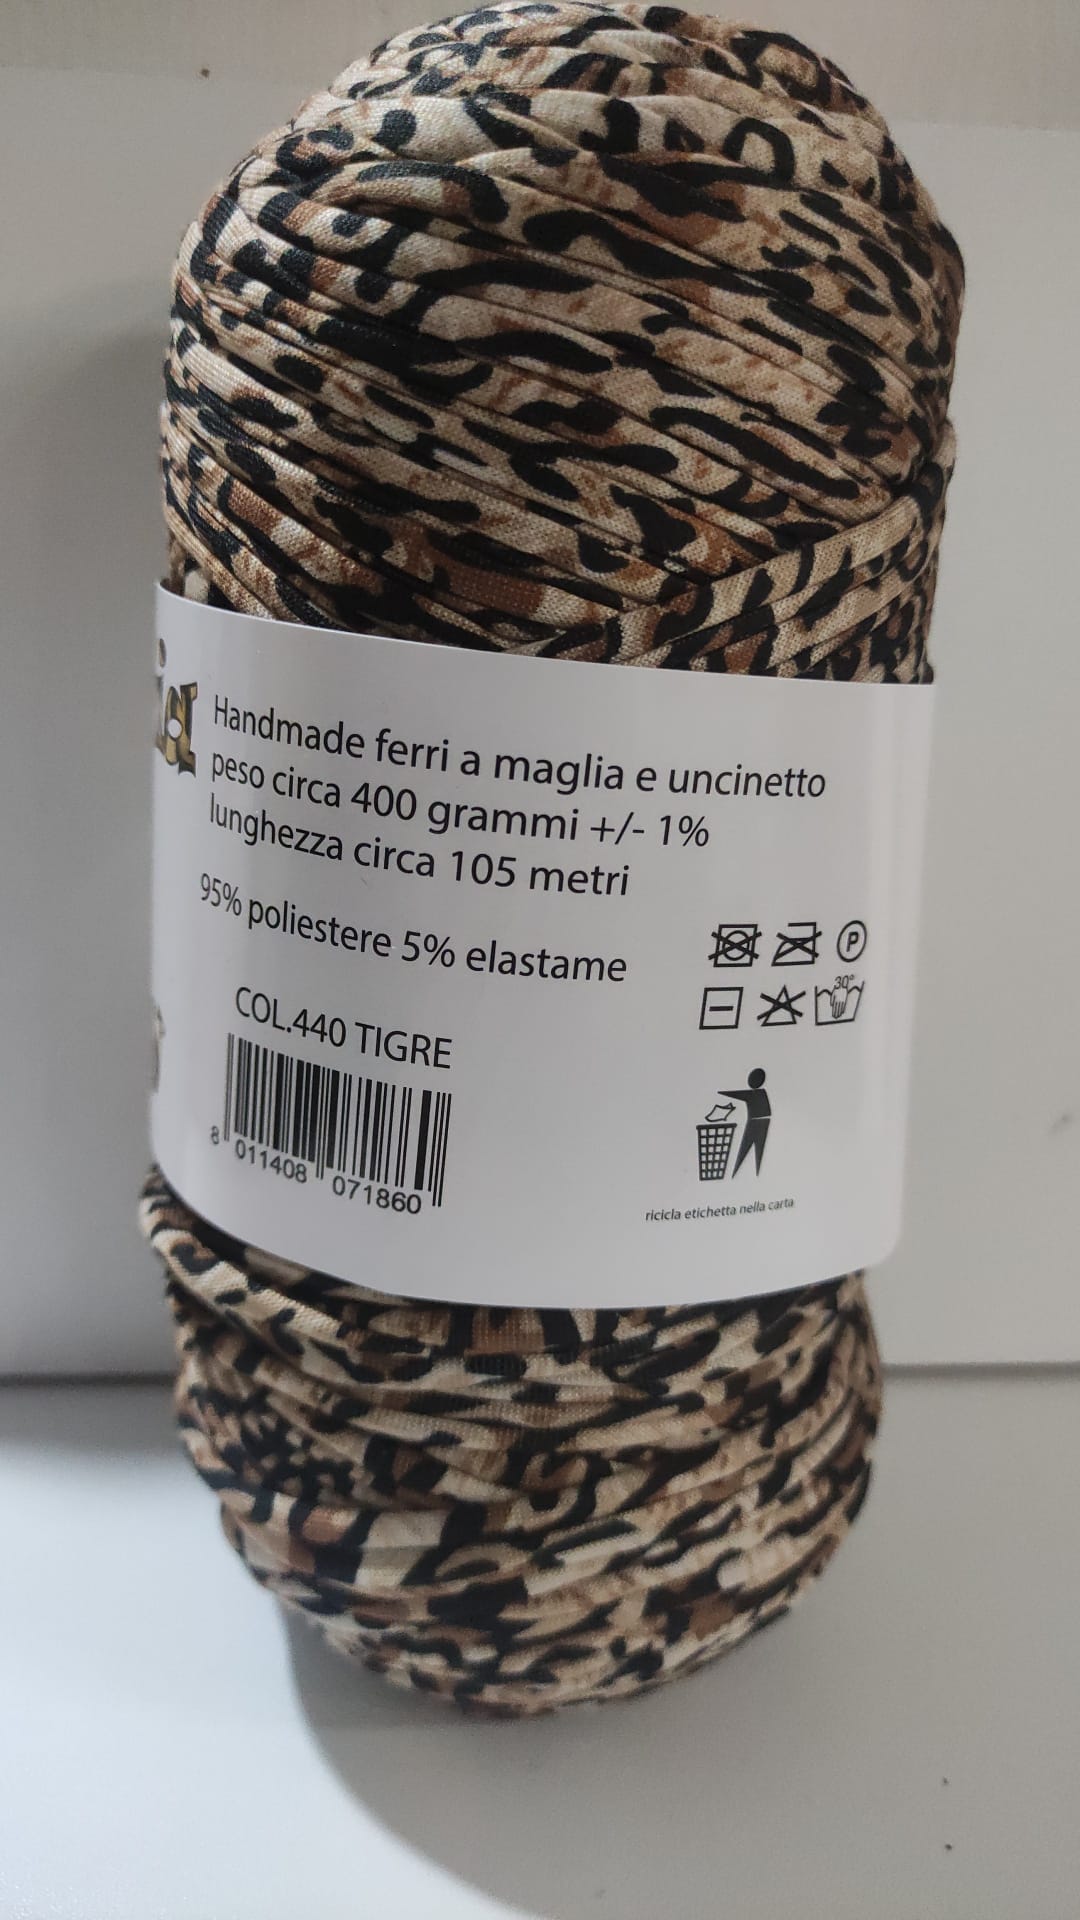 Handmade ferri a maglia e uncinetto
peso circa 400 grammi +/- 1%
lunghezza circa 105 metri
95% poliestere 5% elastame
P
30°
COL.440 TIGRE
8 011408 071860
ricicla etichetta nella carta